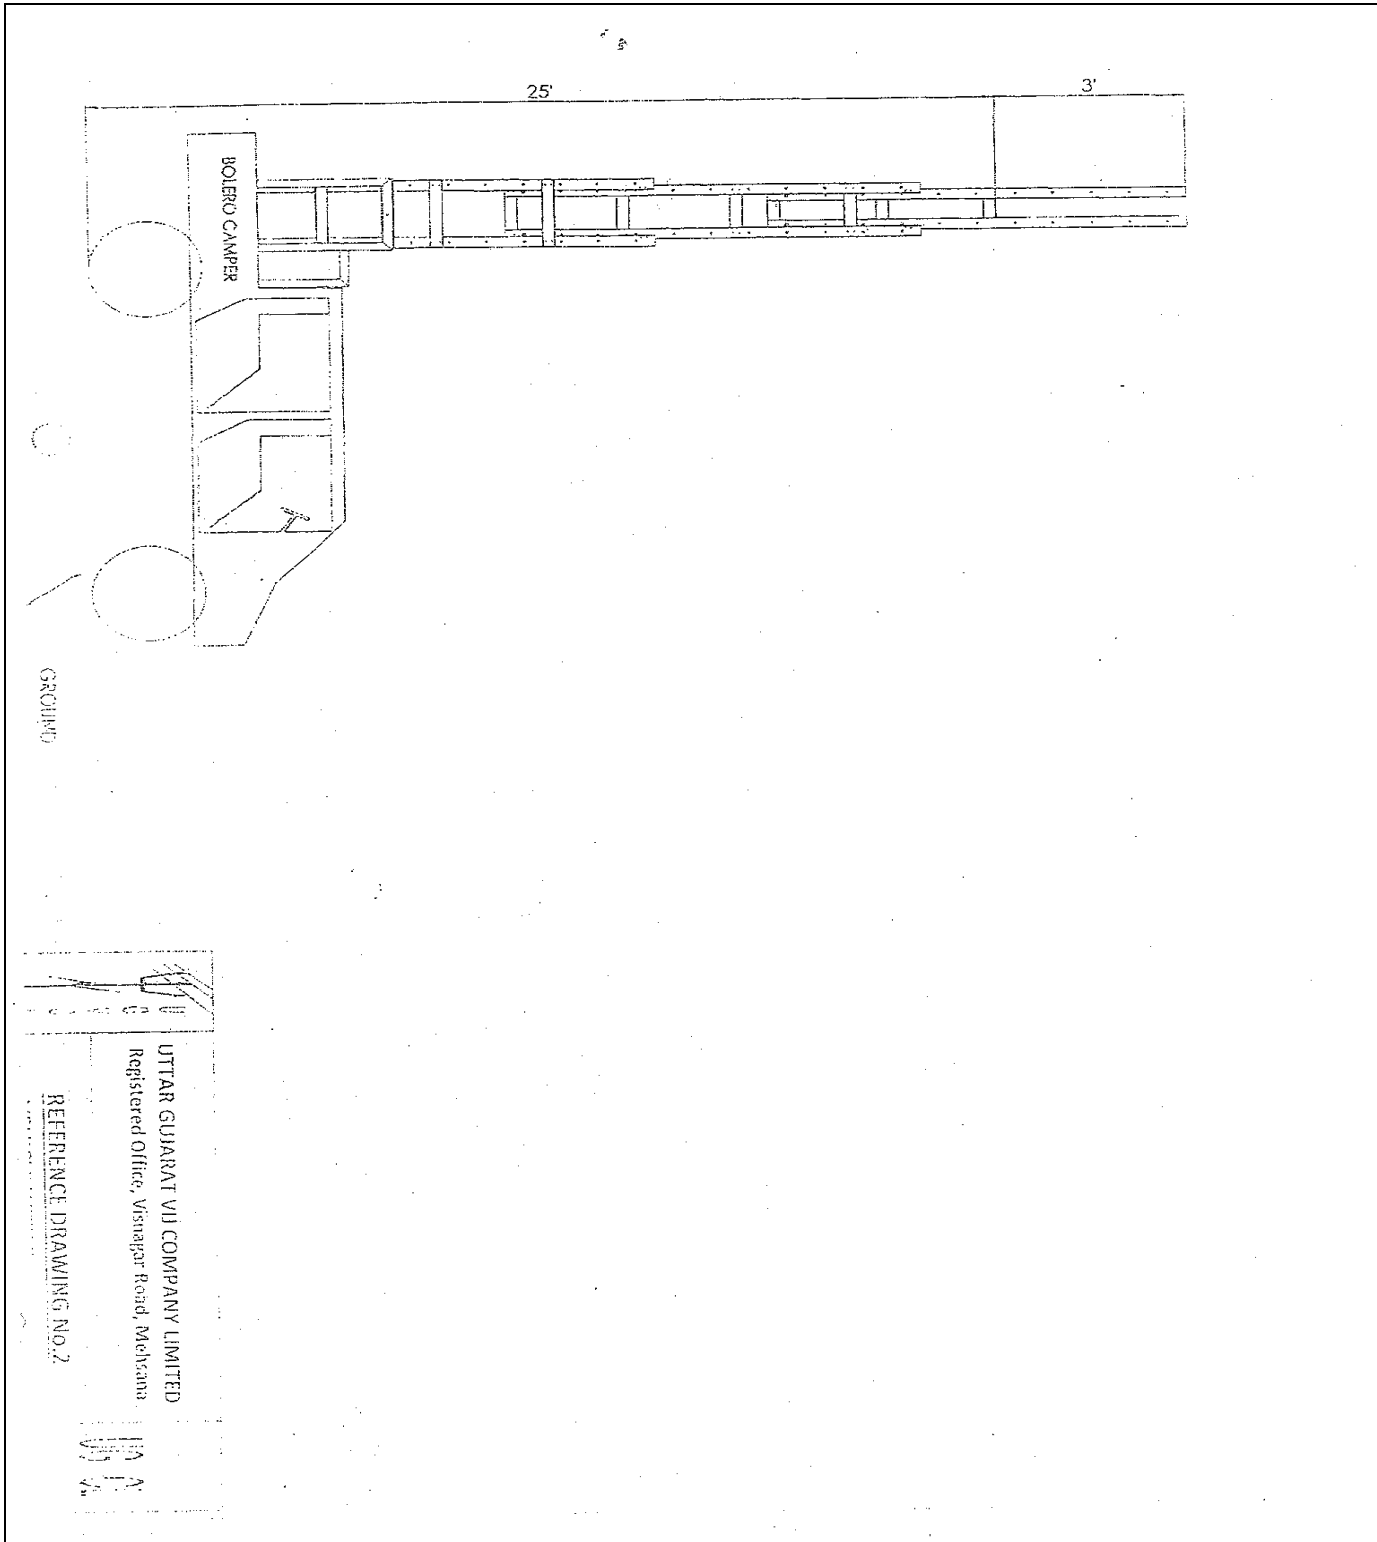 25'
3'
BOLERO CAMPER
GROUND
UTTAR GUJARAT VIJ COMPANY LIMITED
Registered Office, Visnagar Road, Mehsana
REFERENCE DRAWING No.2